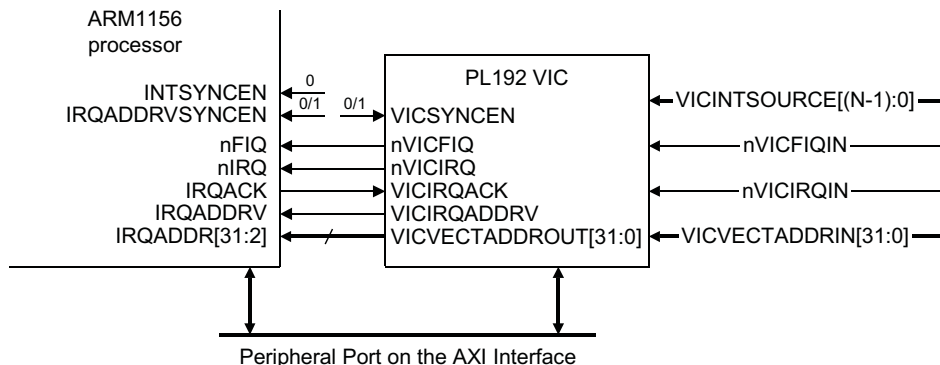 ARM1156
processor
PL192 VIC
INTSYNCEN
0
IRQADDRVSYNCEN
0/1
0/1
VICSYNCEN
nFIQ
nVICFIQ
nIRQ
nVICIRQ
IRQACK
VICIRQACK
IRQADDRV
VICIRQADDRV
IRQADDR[31:2]
VICVECTADDROUT[31:0]
VICINTSOURCE[(N-1):0]
nVICFIQIN
nVICIRQIN
VICVECTADDRIN[31:0]
Peripheral Port on the AXI Interface